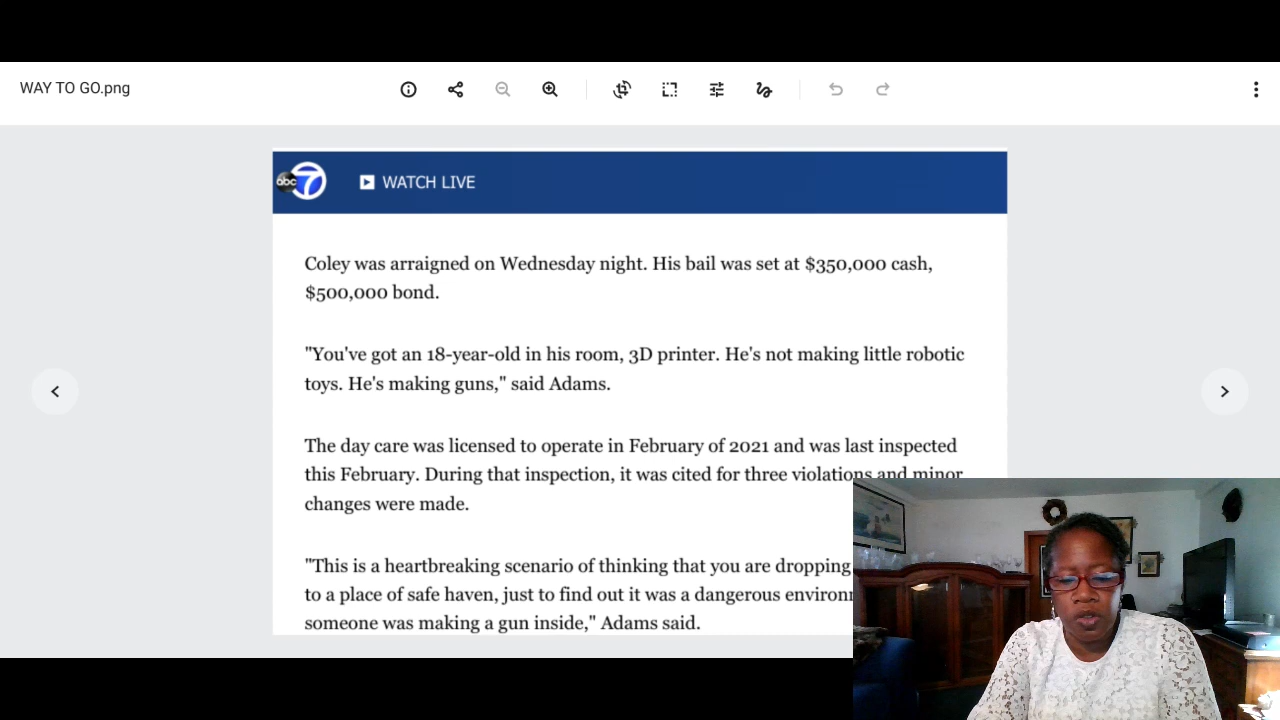 WAY TO GO.png
abc 7 WATCH LIVE
Coley was arraigned on Wednesday night. His bail was set at $350,000 cash,
$500,000 bond.
"You've got an 18-year-old in his room, 3D printer. He's not making little robotic
toys. He's making guns," said Adams.
The day care was licensed to operate in February of 2021 and was last inspected
this February. During that inspection, it was cited for three violations and minor
changes were made.
"This is a heartbreaking scenario of thinking that you are dropping
to a place of safe haven, just to find out it was a dangerous
someone was making a gun inside," Adams said.